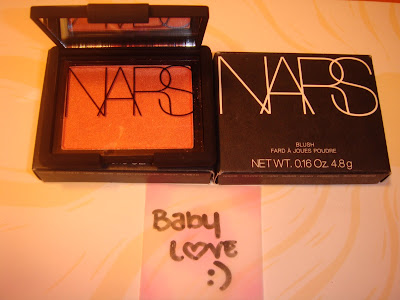 NARS
NARS
BLUSH
FARD À JOUES POUDRE
NET WT. 0.16 Oz. 4.8 g
Baby
LOVE
:)